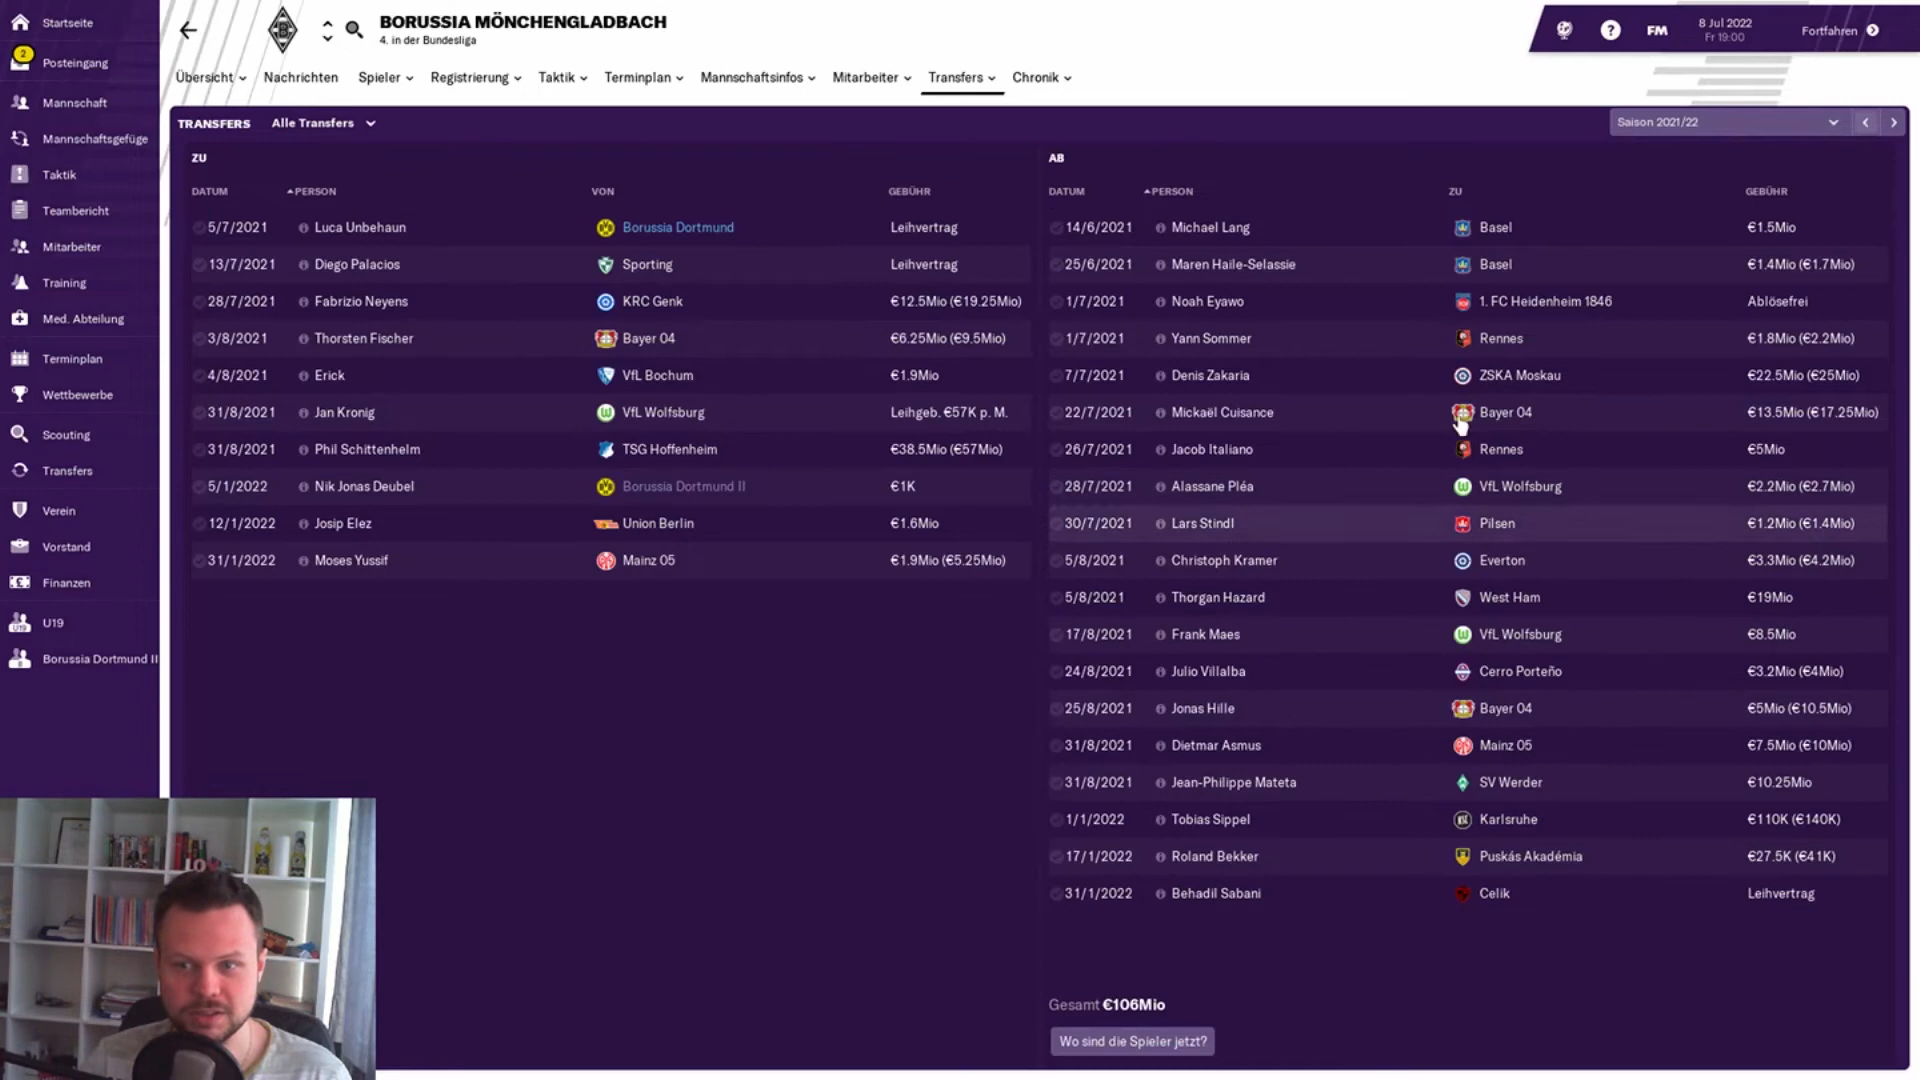 Startseite
2
Posteingang
Mannschaft
Mannschaftsgefüge
Taktik
Teambericht
Mitarbeiter
Training
Med. Abteilung
Terminplan
Wettbewerbe
Scouting
Transfers
Verein
Vorstand
Finanzen
U19
Borussia Dortmund II
BORUSSIA MÖNCHENGLADBACH
4. in der Bundesliga
FM
8 Jul 2022
Fr 19:00
Fortfahren
Übersicht Nachrichten Spieler Registrierung Taktik Terminplan Mannschaftsinfos Mitarbeiter Transfers Chronik
TRANSFERS Alle Transfers
Saison 2021/22
ZU
DATUM PERSON VON GEBÜHR
5/7/2021 Luca Unbehaun Borussia Dortmund Leihvertrag
13/7/2021 Diego Palacios Sporting Leihvertrag
28/7/2021 Fabrizio Neyens KRC Genk €12.5Mio (€19.25Mio)
3/8/2021 Thorsten Fischer Bayer 04 €6.25Mio (€9.5Mio)
4/8/2021 Erick VfL Bochum €1.9Mio
31/8/2021 Jan Kronig VfL Wolfsburg Leihgeb. €57K p. M.
31/8/2021 Phil Schittenhelm TSG Hoffenheim €38.5Mio (€57Mio)
5/1/2022 Nik Jonas Deubel Borussia Dortmund II €1K
12/1/2022 Josip Elez Union Berlin €1.6Mio
31/1/2022 Moses Yussif Mainz 05 €1.9Mio (€5.25Mio)
AB
DATUM PERSON ZU GEBÜHR
14/6/2021 Michael Lang Basel €1.5Mio
25/6/2021 Maren Haile-Selassie Basel €1.4Mio (€1.7Mio)
1/7/2021 Noah Eyawo 1. FC Heidenheim 1846 Ablösefrei
1/7/2021 Yann Sommer Rennes €1.8Mio (€2.2Mio)
7/7/2021 Denis Zakaria ZSKA Moskau €22.5Mio (€25Mio)
22/7/2021 Mickaël Cuisance Bayer 04 €13.5Mio (€17.25Mio)
26/7/2021 Jacob Italiano Rennes €5Mio
28/7/2021 Alassane Pléa VfL Wolfsburg €2.2Mio (€2.7Mio)
30/7/2021 Lars Stindl Pilsen €1.2Mio (€1.4Mio)
5/8/2021 Christoph Kramer Everton €3.3Mio (€4.2Mio)
5/8/2021 Thorgan Hazard West Ham €19Mio
17/8/2021 Frank Maes VfL Wolfsburg €8.5Mio
24/8/2021 Julio Villalba Cerro Porteño €3.2Mio (€4Mio)
25/8/2021 Jonas Hille Bayer 04 €5Mio (€10.5Mio)
31/8/2021 Dietmar Asmus Mainz 05 €7.5Mio (€10Mio)
31/8/2021 Jean-Philippe Mateta SV Werder €10.25Mio
1/1/2022 Tobias Sippel Karlsruhe €110K (€140K)
17/1/2022 Roland Bekker Puskás Akadémia €27.5K (€41K)
31/1/2022 Behadil Sabani Celik Leihvertrag
Gesamt €106Mio
Wo sind die Spieler jetzt?